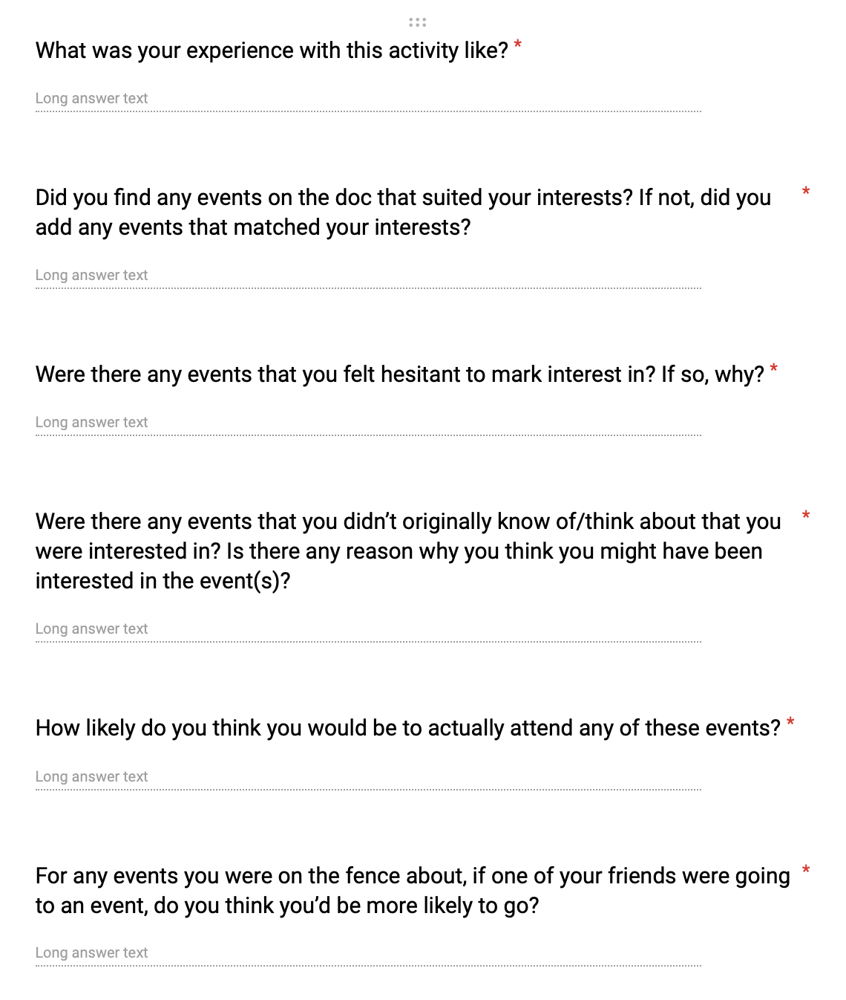 What was your experience with this activity like? *
Long answer text
Did you find any events on the doc that suited your interests? If not, did you *
add any events that matched your interests?
Long answer text
Were there any events that you felt hesitant to mark interest in? If so, why? *
Long answer text
Were there any events that you didn’t originally know of/think about that you *
were interested in? Is there any reason why you think you might have been
interested in the event(s)?
Long answer text
How likely do you think you would be to actually attend any of these events? *
Long answer text
For any events you were on the fence about, if one of your friends were going *
to an event, do you think you’d be more likely to go?
Long answer text